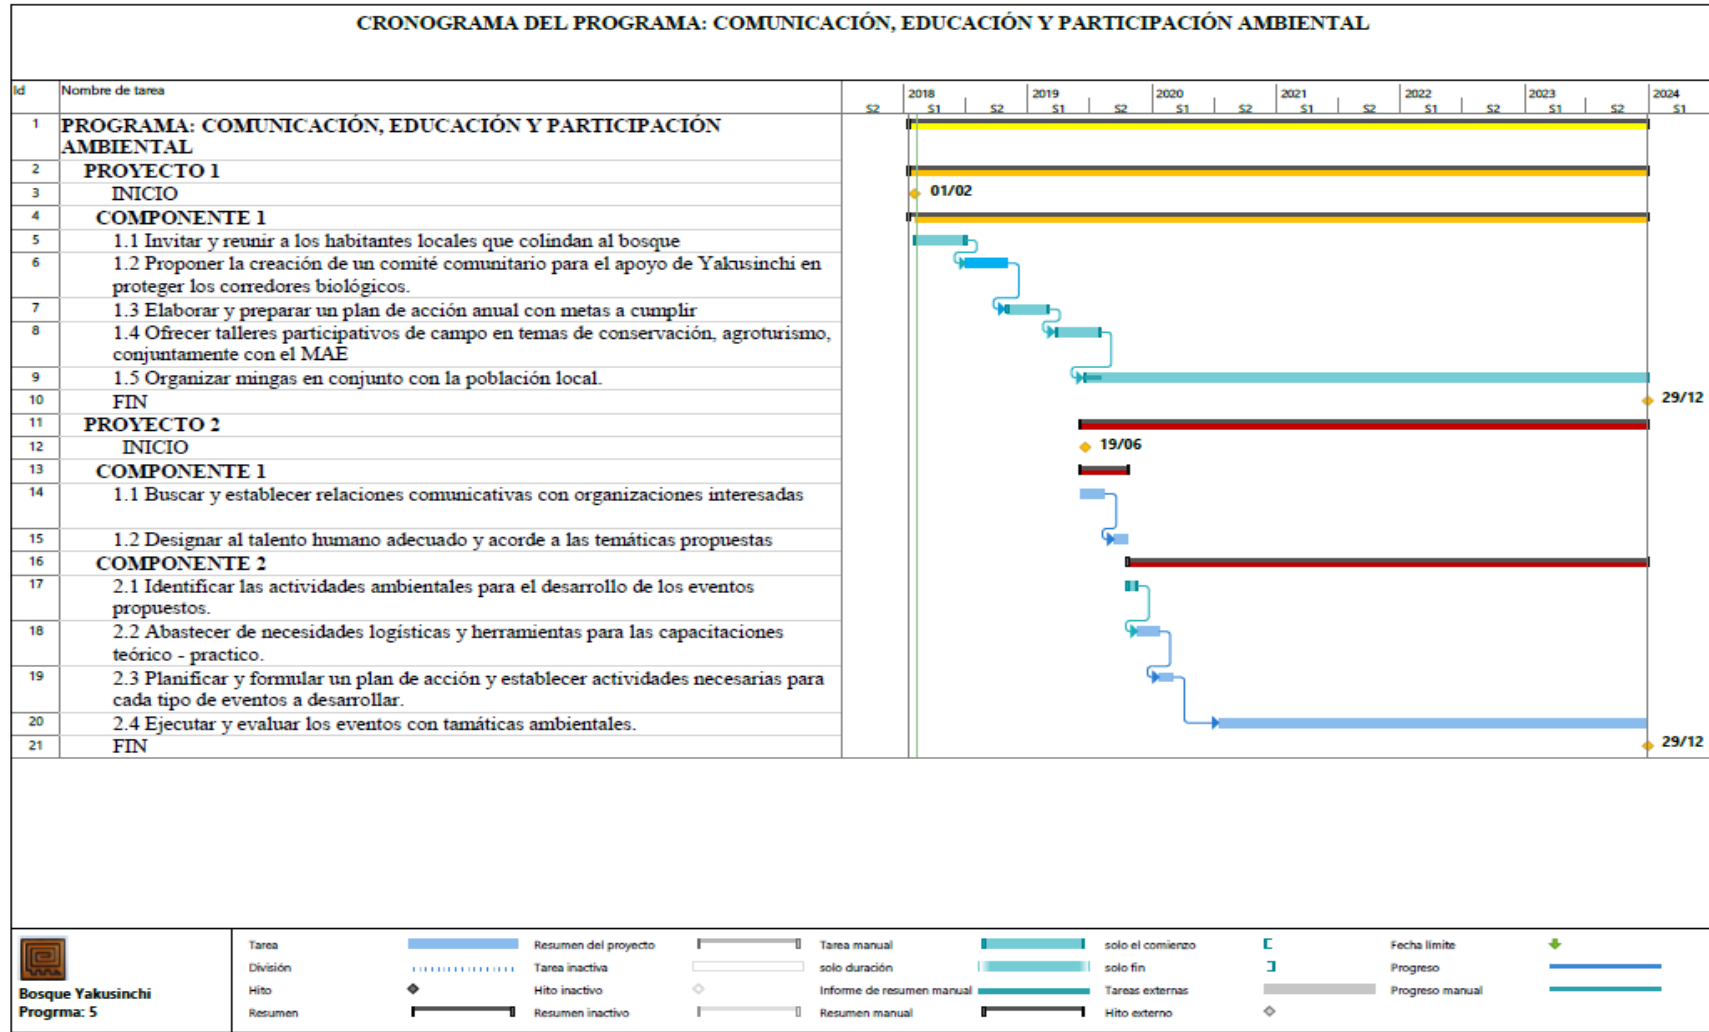 CRONOGRAMA DEL PROGRAMA: COMUNICACIÓN, EDUCACIÓN Y PARTICIPACIÓN AMBIENTAL
Id Nombre de tarea
2018 2019 2020 2021 2022 2023 2024
S2 S1 S2 S1 S2 S1 S2 S1 S2 S1 S2 S1 S2 S1
1 PROGRAMA: COMUNICACIÓN, EDUCACIÓN Y PARTICIPACIÓN
AMBIENTAL
2 PROYECTO 1
3 INICIO 01/02
4 COMPONENTE 1
5 1.1 Invitar y reunir a los habitantes locales que colindan al bosque
6 1.2 Proponer la creación de un comité comunitario para el apoyo de Yakusinchi en
proteger los corredores biológicos.
7 1.3 Elaborar y preparar un plan de acción anual con metas a cumplir
8 1.4 Ofrecer talleres participativos de campo en temas de conservación, agroturismo,
conjuntamente con el MAE
9 1.5 Organizar mingas en conjunto con la población local.
10 FIN 29/12
11 PROYECTO 2
12 INICIO 19/06
13 COMPONENTE 1
14 1.1 Buscar y establecer relaciones comunicativas con organizaciones interesadas
15 1.2 Designar al talento humano adecuado y acorde a las temáticas propuestas
16 COMPONENTE 2
17 2.1 Identificar las actividades ambientales para el desarrollo de los eventos
propuestos.
18 2.2 Abastecer de necesidades logísticas y herramientas para las capacitaciones
teórico - practico.
19 2.3 Planificar y formular un plan de acción y establecer actividades necesarias para
cada tipo de eventos a desarrollar.
20 2.4 Ejecutar y evaluar los eventos con tamáticas ambientales.
21 FIN 29/12
Bosque Yakusinchi
Progrma: 5
Tarea
División
Hito
Resumen
Resumen del proyecto
Tarea inactiva
Hito inactivo
Resumen inactivo
Tarea manual
solo duración
Informe de resumen manual
Resumen manual
solo el comienzo
solo fin
Tareas externas
Hito externo
Fecha límite
Progreso
Progreso manual